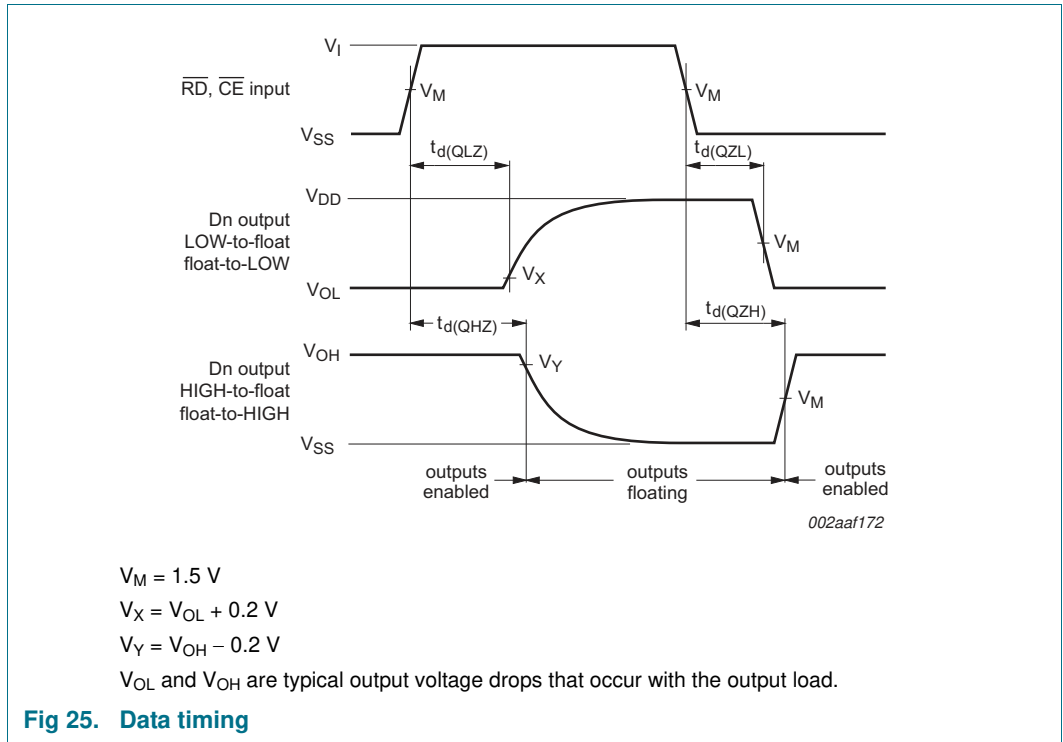 V_I
RD, CE input
V_M
V_M
V_SS
t_d(QLZ)
t_d(QZL)
V_DD
Dn output
LOW-to-float
float-to-LOW
V_M
V_X
V_OL
t_d(QHZ)
t_d(QZH)
V_OH
Dn output
HIGH-to-float
float-to-HIGH
V_Y
V_M
V_SS
outputs
enabled
outputs
floating
outputs
enabled
002aaf172
V_M = 1.5 V
V_X = V_OL + 0.2 V
V_Y = V_OH − 0.2 V
V_OL and V_OH are typical output voltage drops that occur with the output load.
Fig 25. Data timing